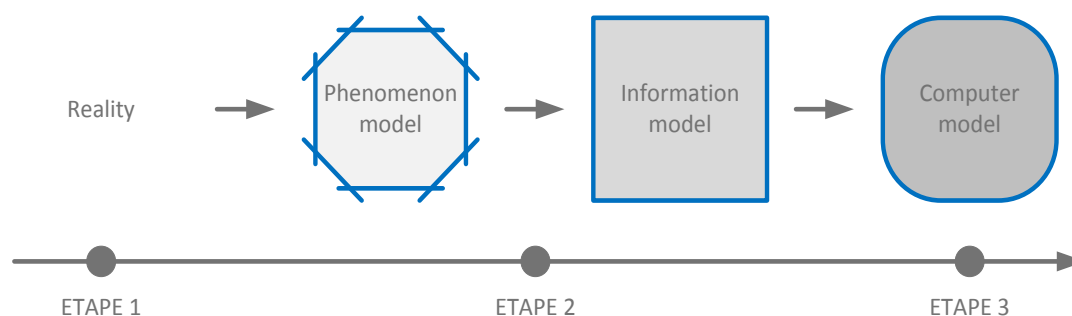 Reality
Phenomenon
model
Information
model
Computer
model
ETAPE 1
ETAPE 2
ETAPE 3